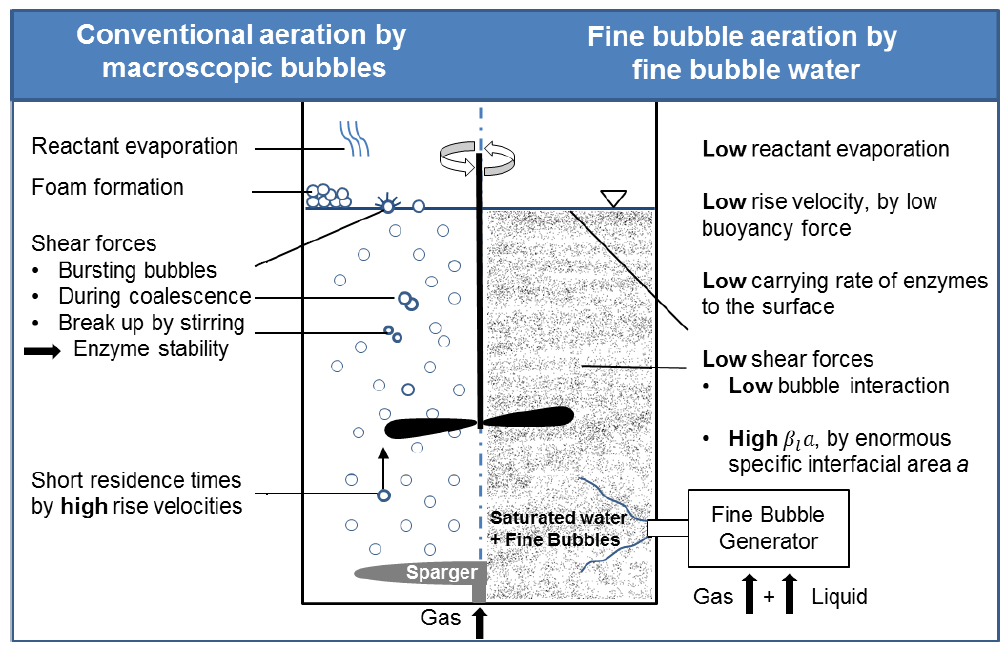 Conventional aeration by
macroscopic bubbles
Fine bubble aeration by
fine bubble water
Reactant evaporation
Foam formation
Shear forces
• Bursting bubbles
• During coalescence
• Break up by stirring
Enzyme stability
Short residence times
by high rise velocities
Sparger
Gas
Saturated water
+ Fine Bubbles
Low reactant evaporation
Low rise velocity, by low
buoyancy force
Low carrying rate of enzymes
to the surface
Low shear forces
• Low bubble interaction
• High βₗa, by enormous
specific interfacial area a
Fine Bubble
Generator
Gas + Liquid